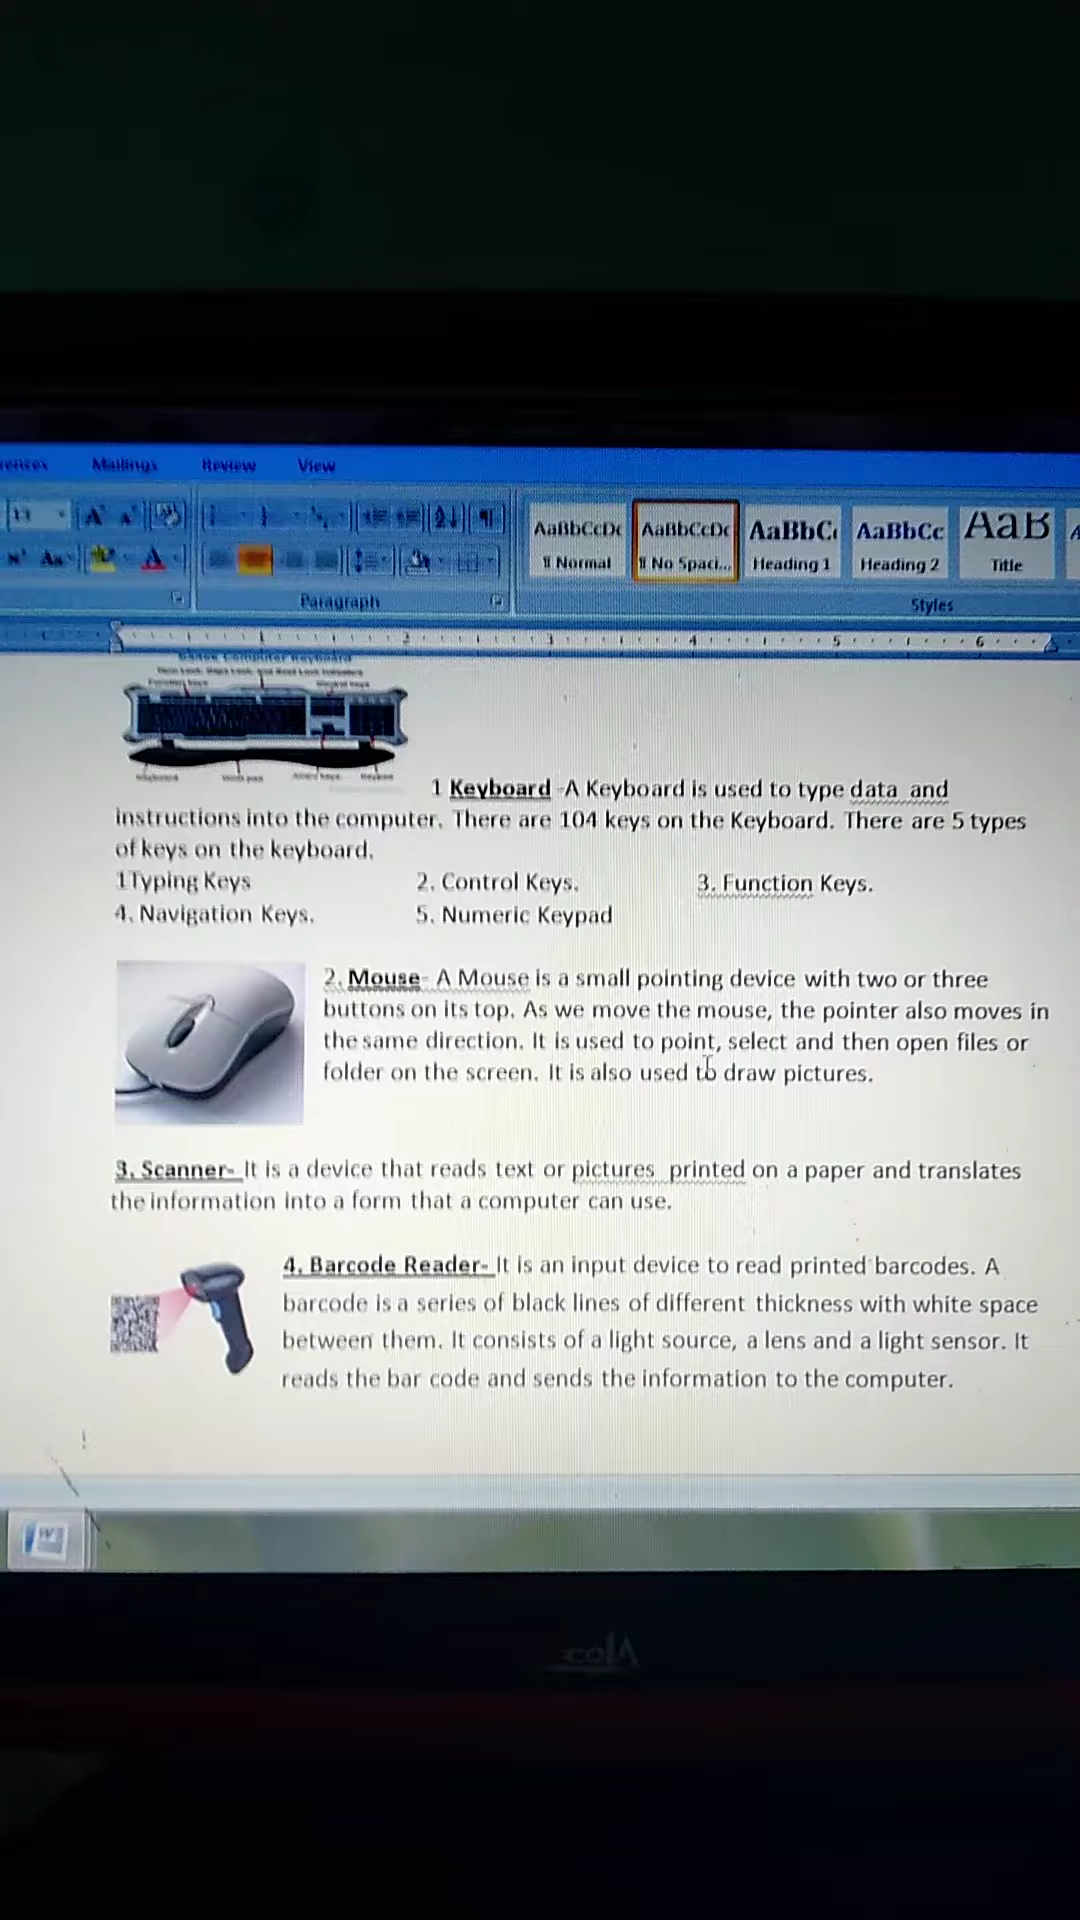 Mailings Review View
AaBbCcDc AaBbCcDc AaBbC AaBbCc AaB
¶ Normal ¶ No Spaci... Heading 1 Heading 2 Title
Paragraph Styles
2 3 4 5 6
1 Keyboard -A Keyboard is used to type data and
instructions into the computer. There are 104 keys on the Keyboard. There are 5 types
of keys on the keyboard.
1Typing Keys 2. Control Keys. 3. Function Keys.
4. Navigation Keys. 5. Numeric Keypad
2. Mouse- A Mouse is a small pointing device with two or three
buttons on its top. As we move the mouse, the pointer also moves in
the same direction. It is used to point, select and then open files or
folder on the screen. It is also used to draw pictures.
3. Scanner- It is a device that reads text or pictures printed on a paper and translates
the information into a form that a computer can use.
4. Barcode Reader- It is an input device to read printed barcodes. A
barcode is a series of black lines of different thickness with white space
between them. It consists of a light source, a lens and a light sensor. It
reads the bar code and sends the information to the computer.